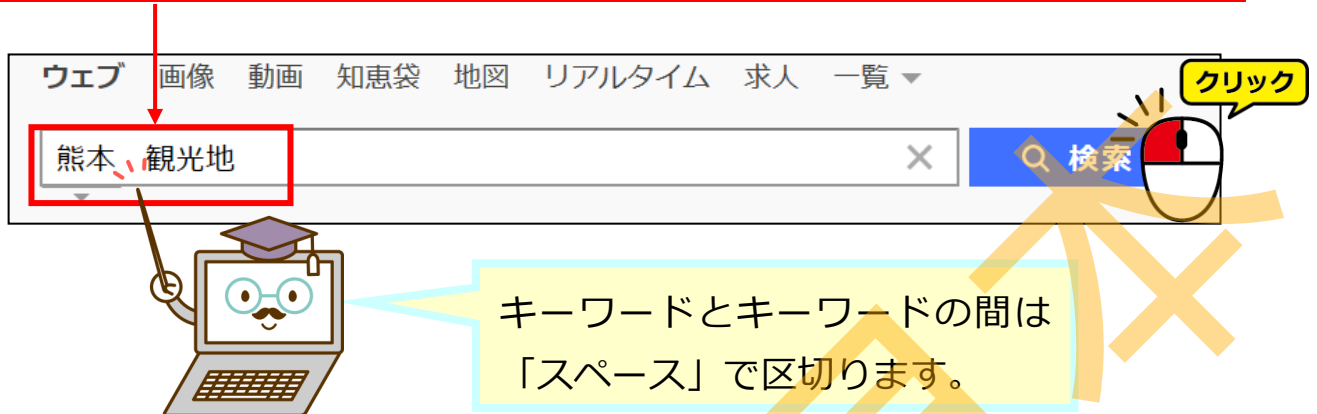 ウェブ 画像 動画 知恵袋 地図 リアルタイム 求人 一覧
クリック
熊本 観光地
検索
キーワードとキーワードの間は
「スペース」で区切ります。